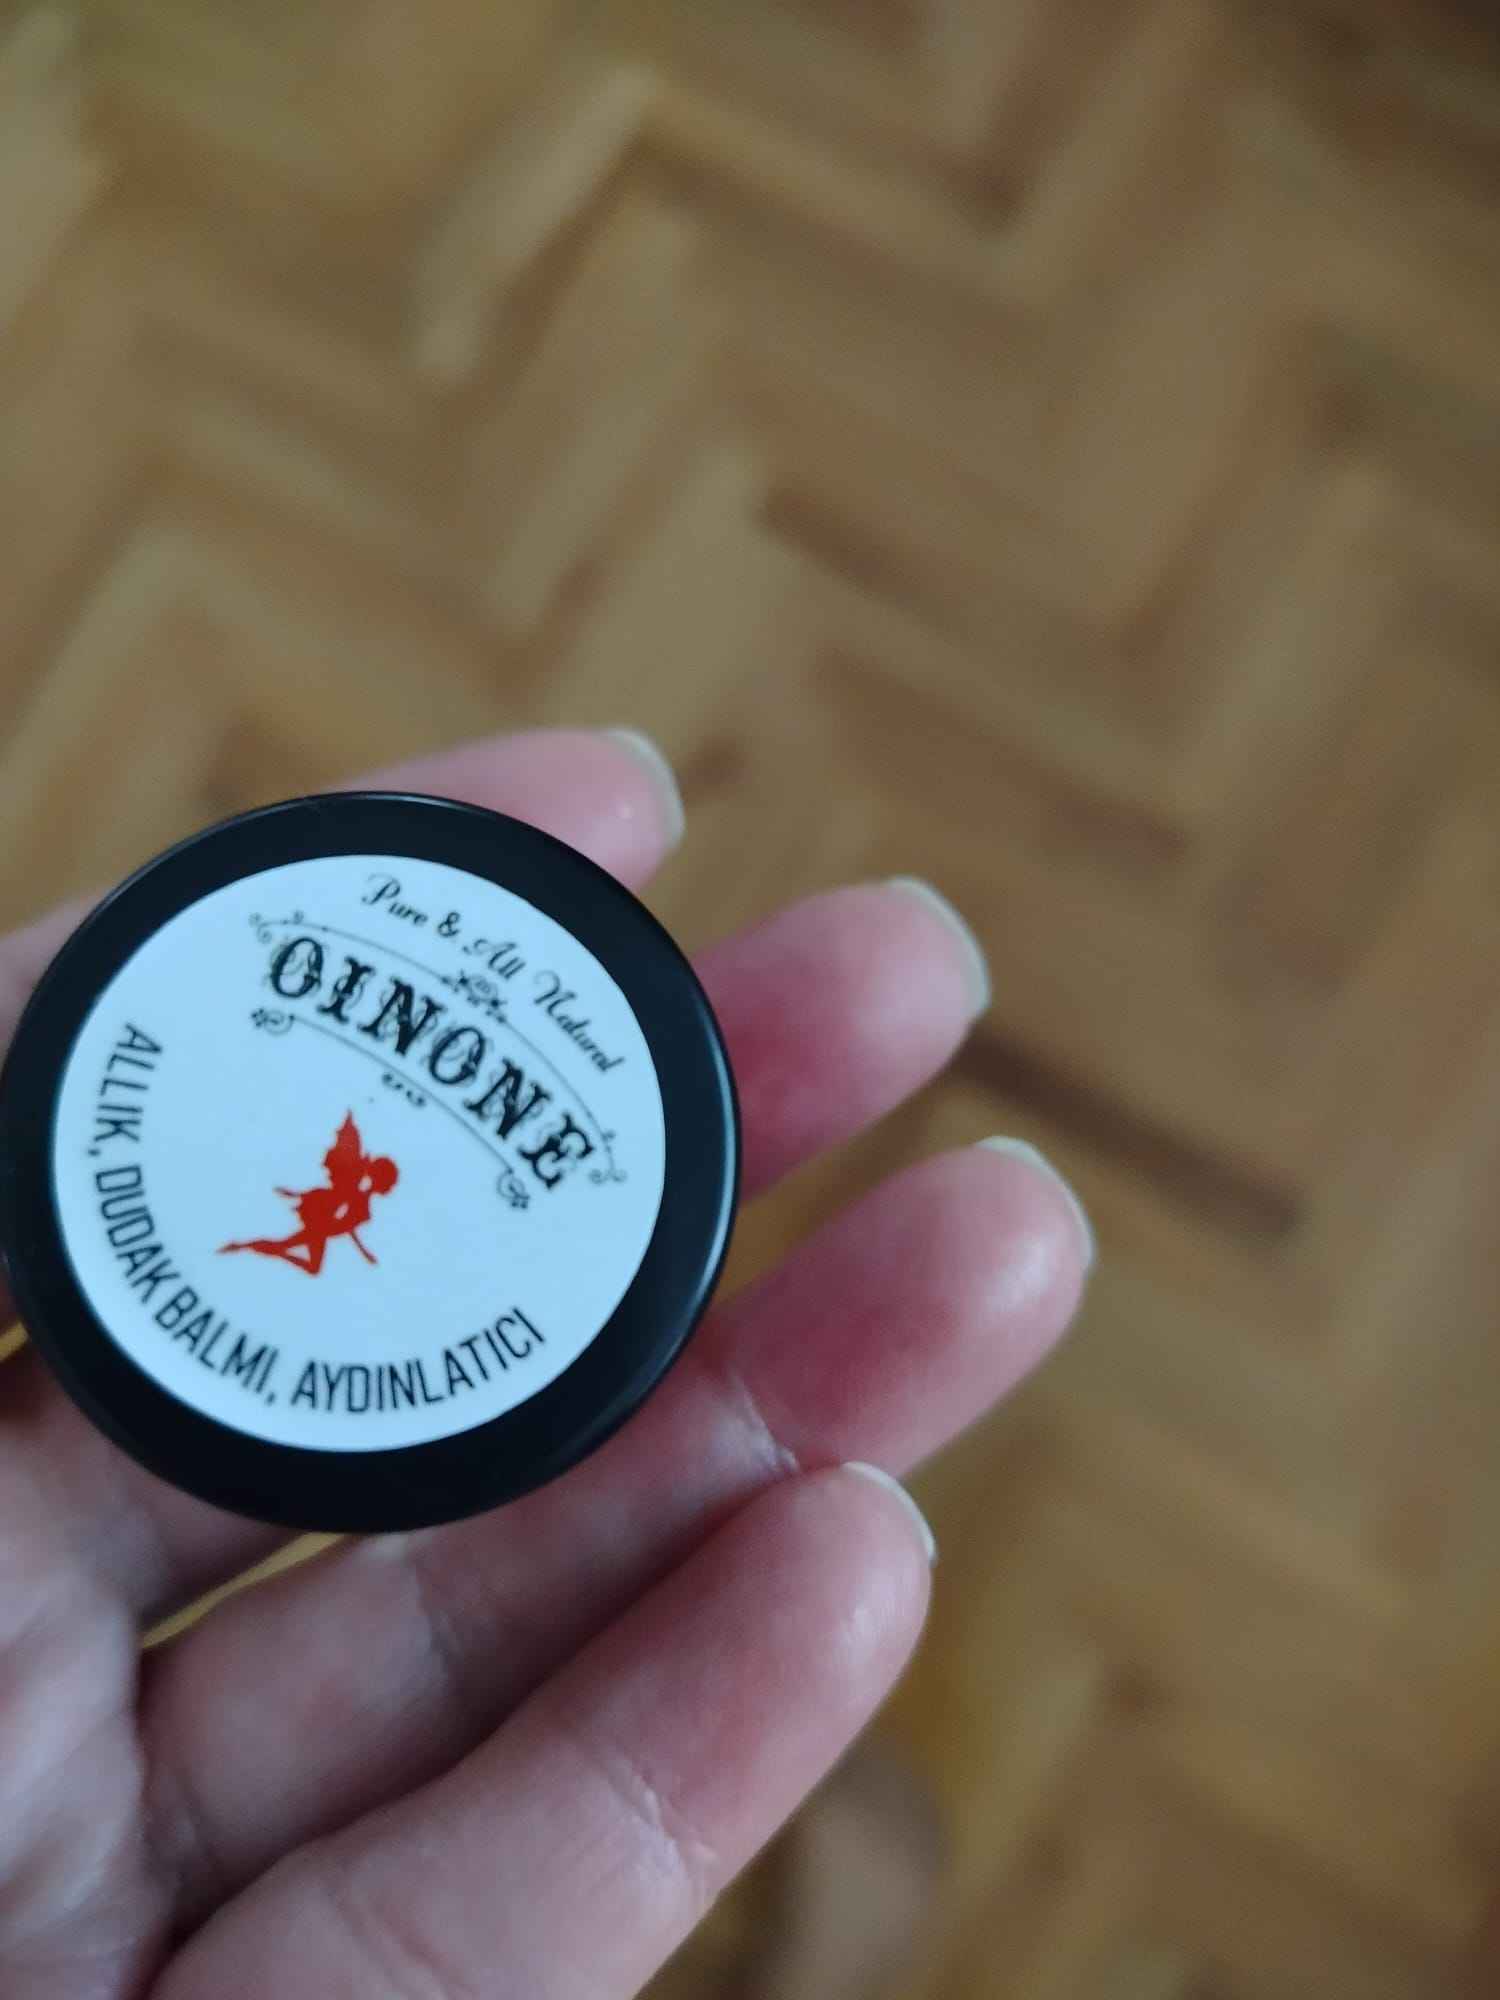 Pure & All Natural
OINONE
ALLIK, DUDAK BALMI, AYDINLATICI